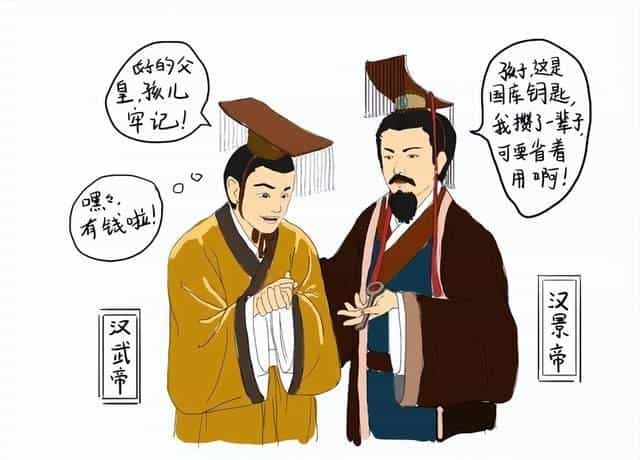 好的父
皇，孩儿
牢记！
嘿々，
有钱啦！
孩子，这是
国库钥匙，
我攒了一辈子，
可要省着
用啊！
汉武帝
汉景帝